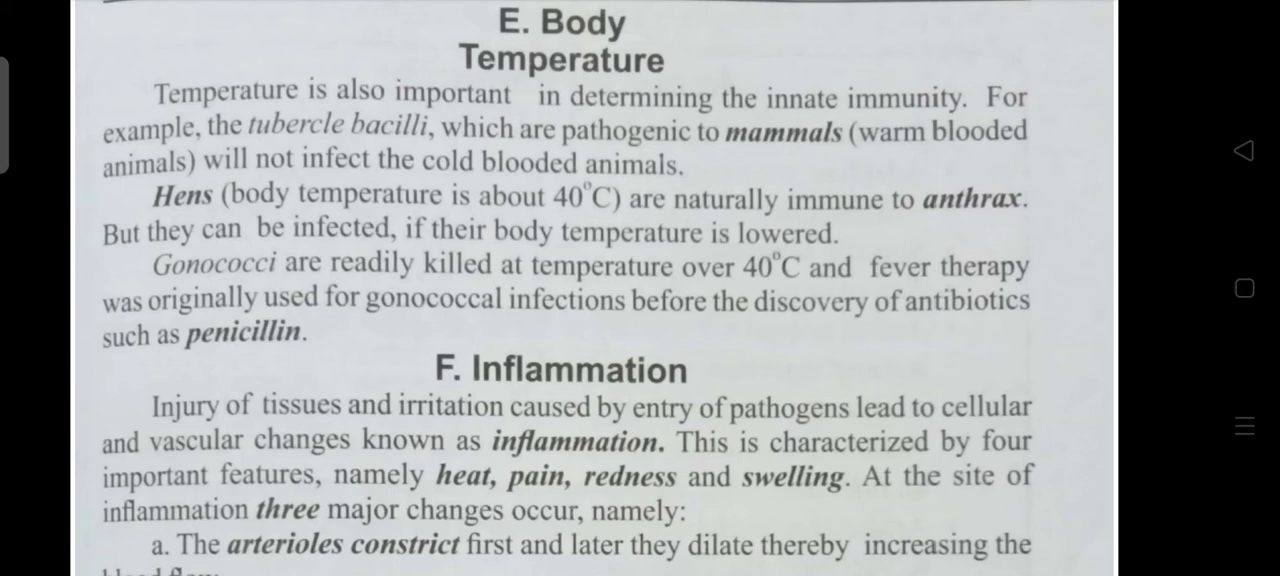 E. Body
Temperature
Temperature is also important in determining the innate immunity. For
example, the tubercle bacilli, which are pathogenic to mammals (warm blooded
animals) will not infect the cold blooded animals.
Hens (body temperature is about 40°C) are naturally immune to anthrax.
But they can be infected, if their body temperature is lowered.
Gonococci are readily killed at temperature over 40°C and fever therapy
was originally used for gonococcal infections before the discovery of antibiotics
such as penicillin.
F. Inflammation
Injury of tissues and irritation caused by entry of pathogens lead to cellular
and vascular changes known as inflammation. This is characterized by four
important features, namely heat, pain, redness and swelling. At the site of
inflammation three major changes occur, namely:
a. The arterioles constrict first and later they dilate thereby increasing the